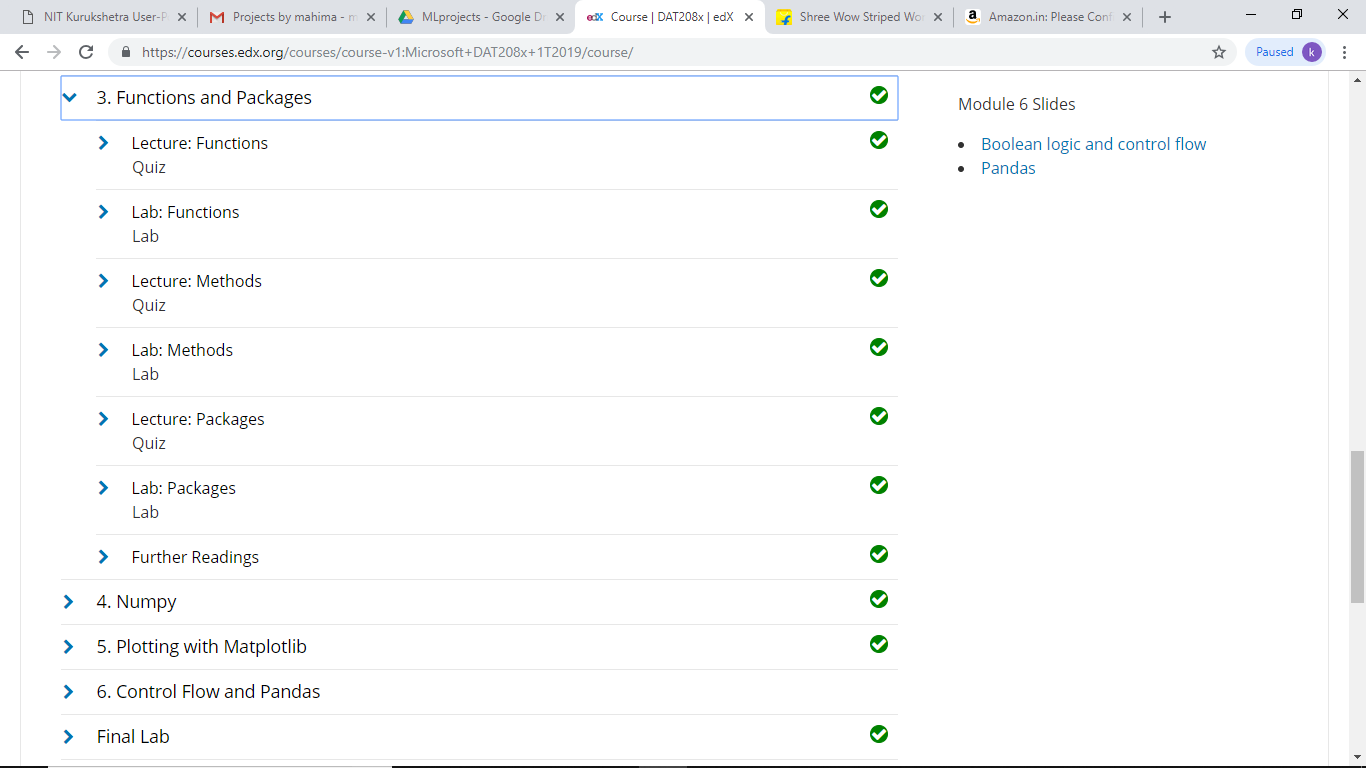 NIT Kurukshetra User-P
Projects by mahima - m
MLprojects - Google Dr
edX Course | DAT208x | edX
Shree Wow Striped Wo
a Amazon.in: Please Conf
https://courses.edx.org/courses/course-v1:Microsoft+DAT208x+1T2019/course/
Paused k
3. Functions and Packages
Lecture: Functions
Quiz
Lab: Functions
Lab
Lecture: Methods
Quiz
Lab: Methods
Lab
Lecture: Packages
Quiz
Lab: Packages
Lab
Further Readings
4. Numpy
5. Plotting with Matplotlib
6. Control Flow and Pandas
Final Lab
Module 6 Slides
Boolean logic and control flow
Pandas